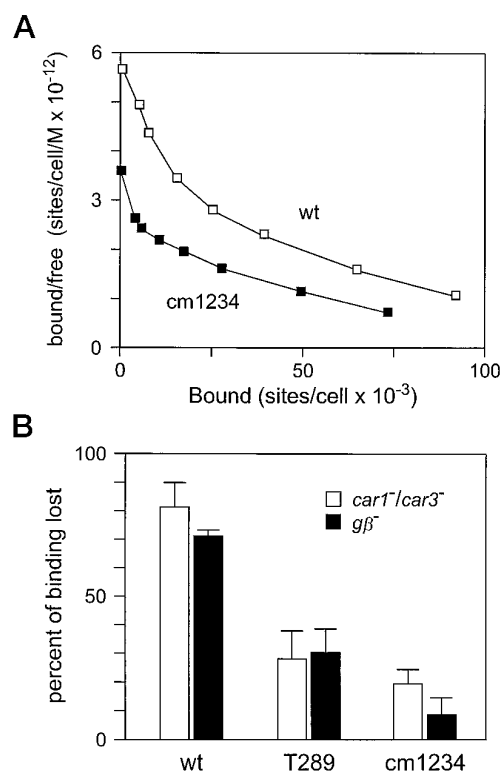 A
bound/free (sites/cell/M x 10⁻¹²)
6
3
0
wt
cm1234
0
50
100
Bound (sites/cell x 10⁻³)
B
percent of binding lost
100
50
0
car1⁻/car3⁻
gβ⁻
wt
T289
cm1234